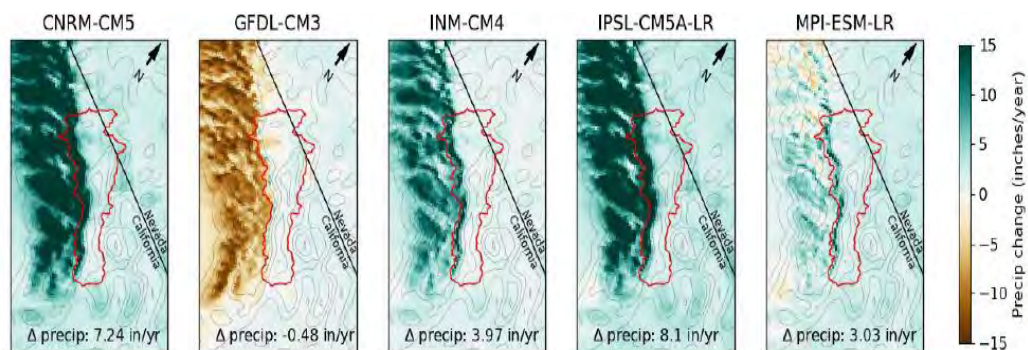 CNRM-CM5 GFDL-CM3 INM-CM4 IPSL-CM5A-LR MPI-ESM-LR
N N N N N
Nevada Nevada Nevada Nevada Nevada
California California California California California
Δ precip: 7.24 in/yr Δ precip: -0.48 in/yr Δ precip: 3.97 in/yr Δ precip: 8.1 in/yr Δ precip: 3.03 in/yr
15
10
5
0
−5
−10
−15
Precip change (inches/year)